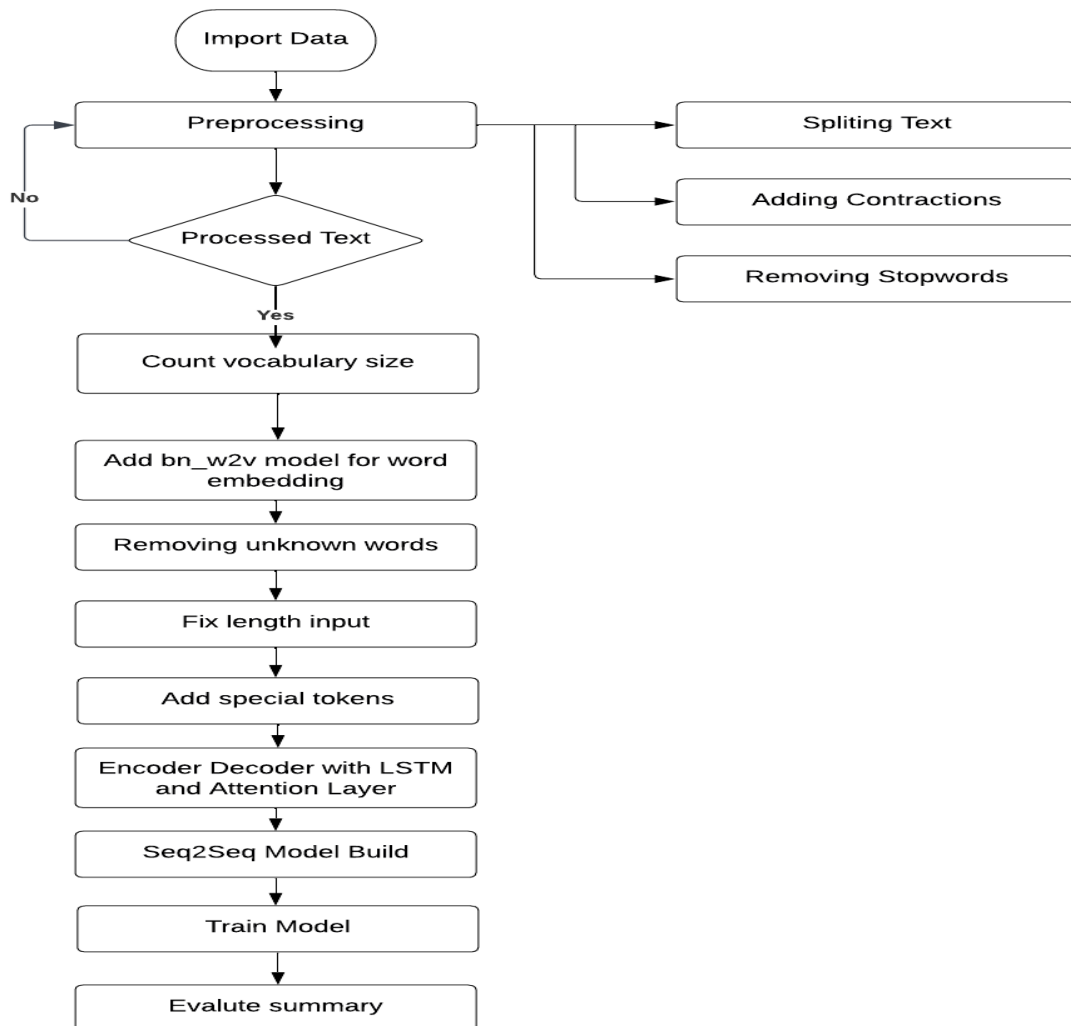 Import Data
Preprocessing
Spliting Text
No
Adding Contractions
Processed Text
Removing Stopwords
Yes
Count vocabulary size
Add bn_w2v model for word
embedding
Removing unknown words
Fix length input
Add special tokens
Encoder Decoder with LSTM
and Attention Layer
Seq2Seq Model Build
Train Model
Evalute summary